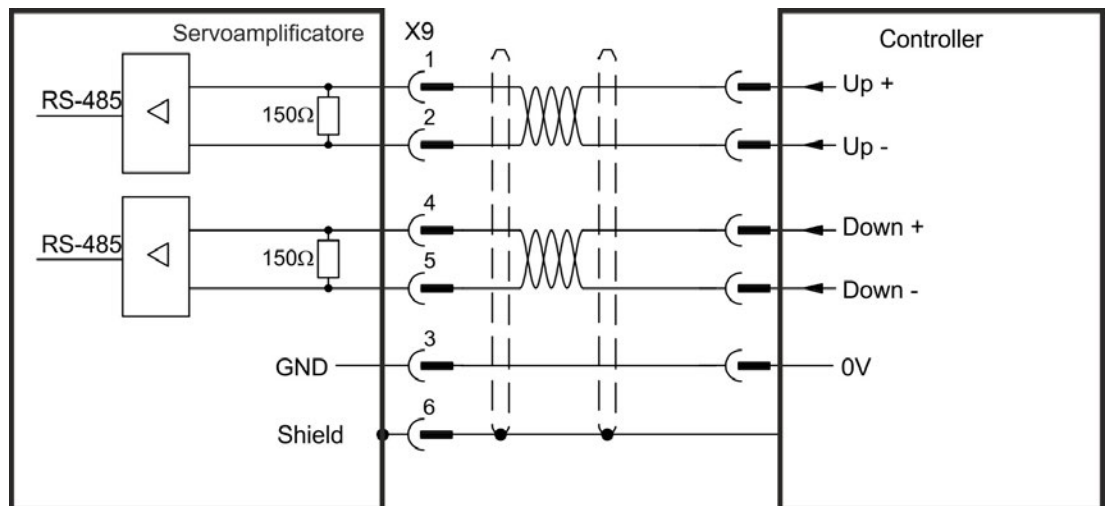 Servoamplificatore
X9
Controller
1
Up +
RS-485
150Ω
2
Up -
4
Down +
RS-485
150Ω
5
Down -
3
GND
0V
6
Shield